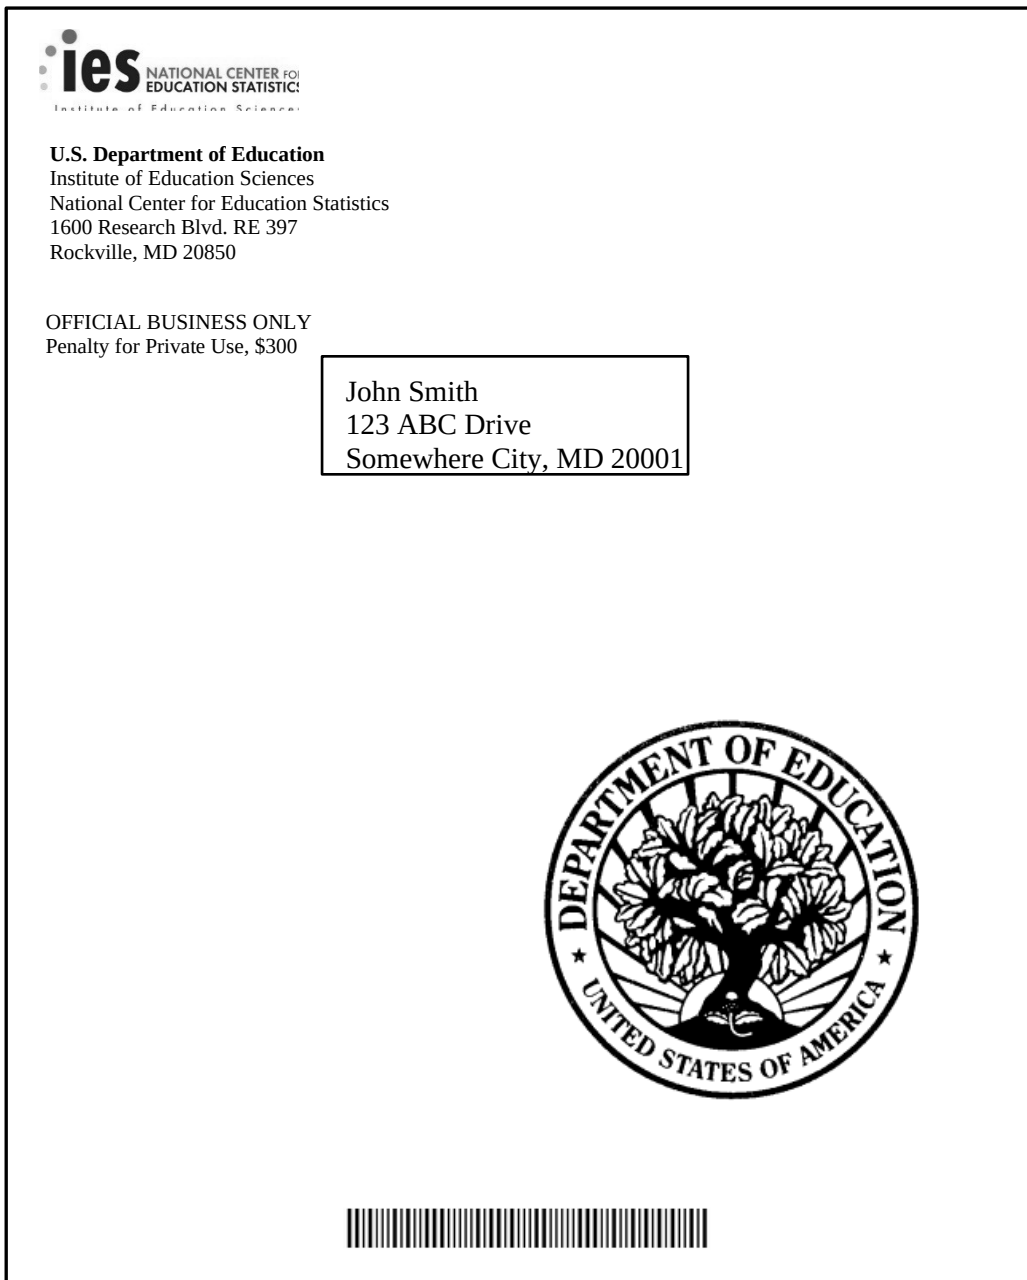 ies NATIONAL CENTER FOR
EDUCATION STATISTICS
Institute of Education Sciences
U.S. Department of Education
Institute of Education Sciences
National Center for Education Statistics
1600 Research Blvd. RE 397
Rockville, MD 20850
OFFICIAL BUSINESS ONLY
Penalty for Private Use, $300
John Smith
123 ABC Drive
Somewhere City, MD 20001
DEPARTMENT OF EDUCATION
UNITED STATES OF AMERICA